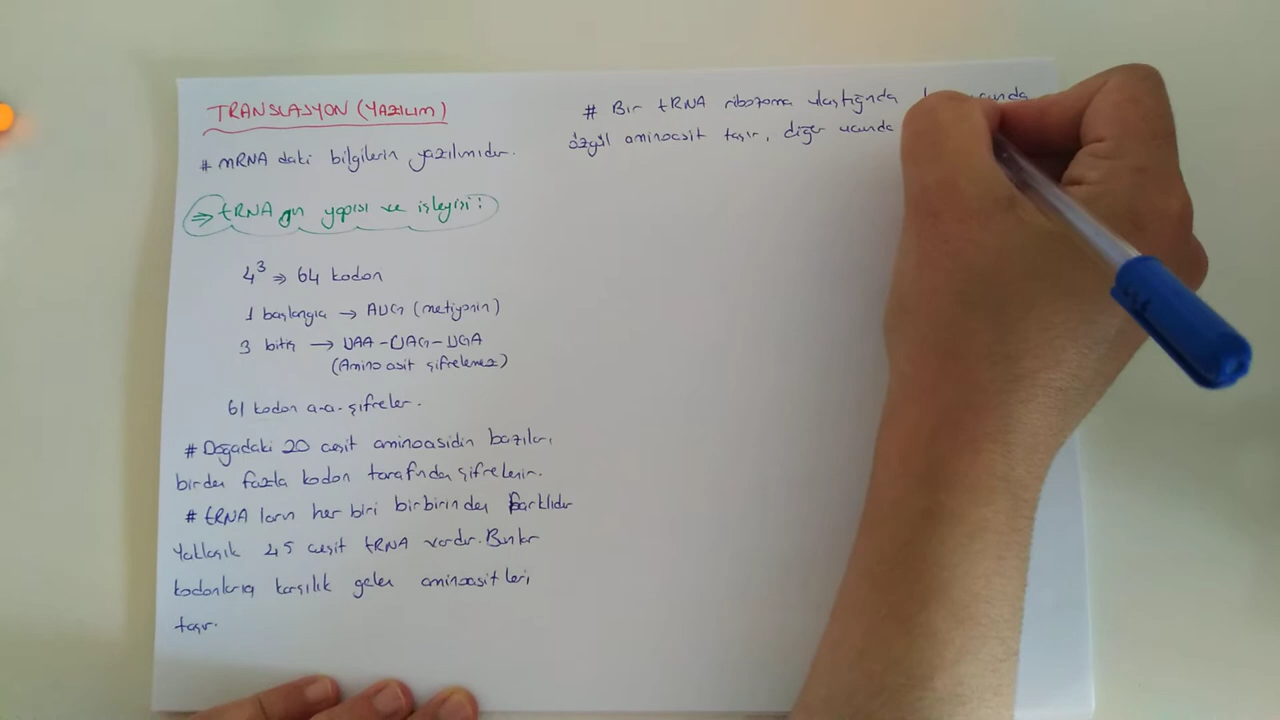 TRANSLASYON (YAZILIM)
# mRNA daki bilgilerin yazılımıdır.
⇒ tRNA nın yapısı ve işleyişi:
4³ ⇒ 64 kodon
1 başlangıç → AUG (metiyonin)
3 bitiş → UAA - UAG - UGA
(Amino asit şifrelemez)
61 kodon a.a. şifreler.
# Doğadaki 20 çeşit aminoasidin bazıları
birden fazla kodon tarafında şifrelenir.
# tRNA ların her biri birbirinden farklıdır
Yaklaşık 45 çeşit tRNA vardır. Bunlar
kodonlara karşılık gelen aminoasitleri
taşır.
# Bir tRNA ribozoma ulaştığında ucunda
özgül aminoasit taşır, diğer ucunda